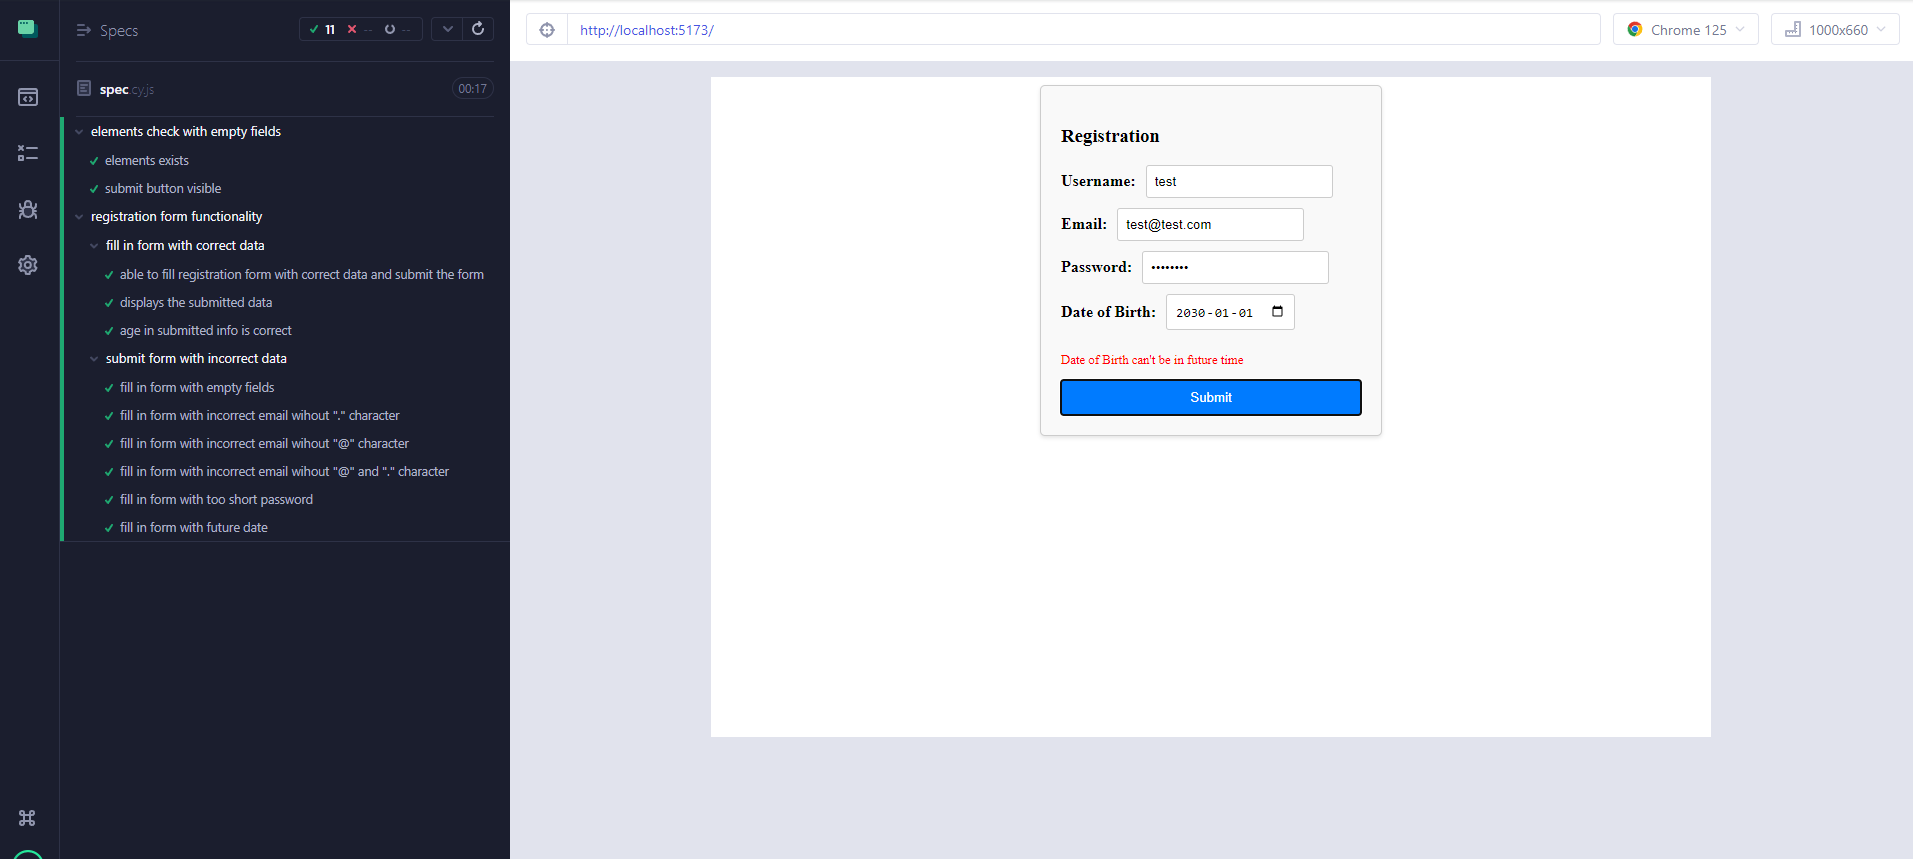 Specs
11 -- --
spec.cy.js
00:17
elements check with empty fields
elements exists
submit button visible
registration form functionality
fill in form with correct data
able to fill registration form with correct data and submit the form
displays the submitted data
age in submitted info is correct
submit form with incorrect data
fill in form with empty fields
fill in form with incorrect email wihout "." character
fill in form with incorrect email wihout "@" character
fill in form with incorrect email wihout "@" and "." character
fill in form with too short password
fill in form with future date
http://localhost:5173/
Chrome 125
1000x660
Registration
Username: test
Email: test@test.com
Password: ••••••••
Date of Birth: 2030-01-01
Date of Birth can't be in future time
Submit